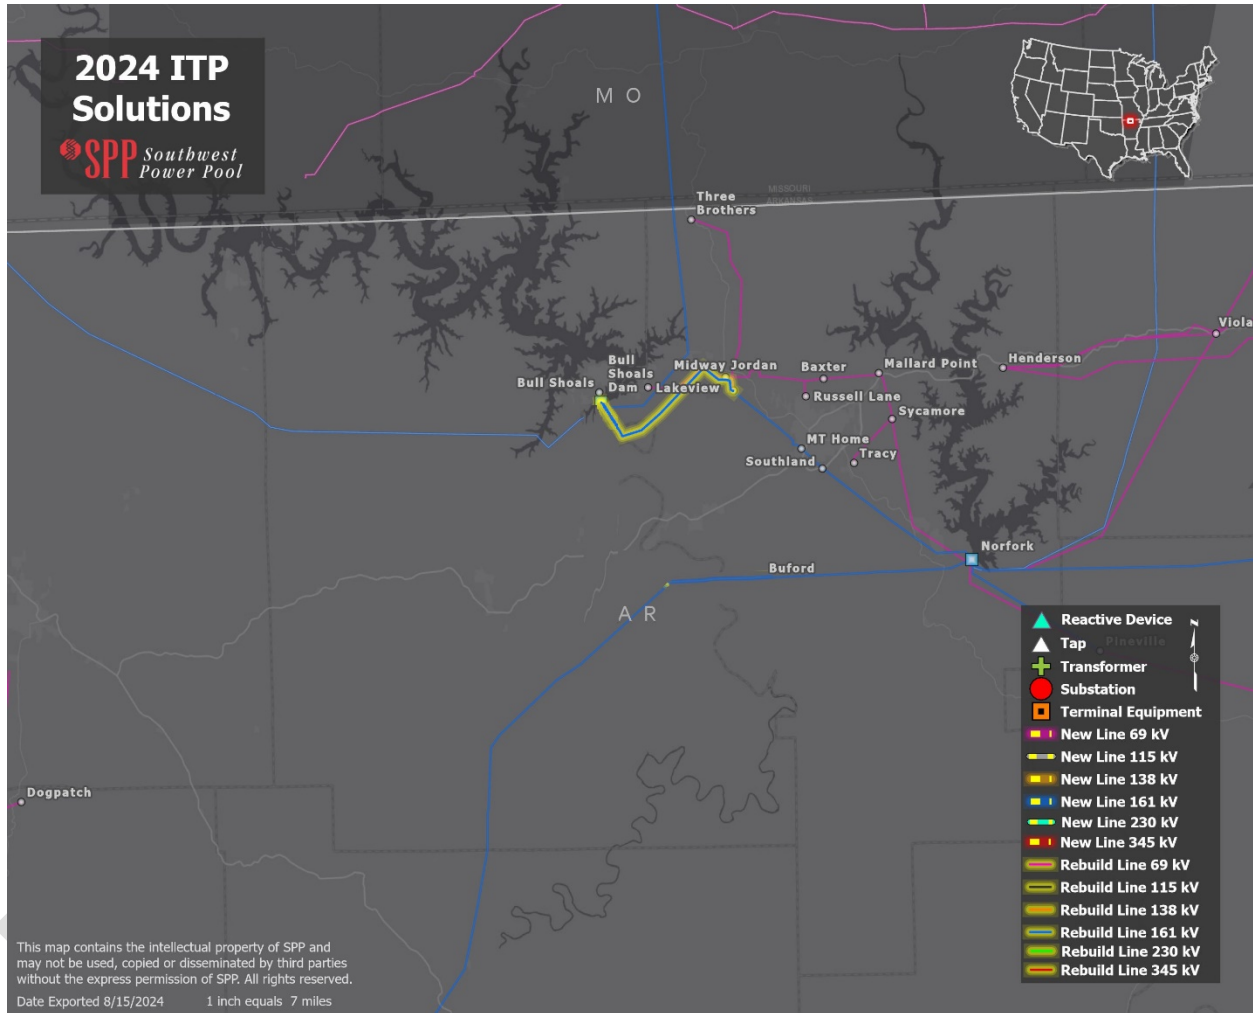 2024 ITP
Solutions
SPP Southwest
Power Pool
MO
MISSOURI
ARKANSAS
Three
Brothers
Viola
Bull
Shoals
Dam
Bull Shoals
Lakeview
Midway Jordan
Baxter
Mallard Point
Henderson
Russell Lane
Sycamore
MT Home
Tracy
Southland
Norfork
Buford
AR
Pineville
Dogpatch
Reactive Device
N
Tap
Transformer
Substation
Terminal Equipment
New Line 69 kV
New Line 115 kV
New Line 138 kV
New Line 161 kV
New Line 230 kV
New Line 345 kV
Rebuild Line 69 kV
Rebuild Line 115 kV
Rebuild Line 138 kV
Rebuild Line 161 kV
Rebuild Line 230 kV
Rebuild Line 345 kV
This map contains the intellectual property of SPP and
may not be used, copied or disseminated by third parties
without the express permission of SPP. All rights reserved.
Date Exported 8/15/2024 1 inch equals 7 miles